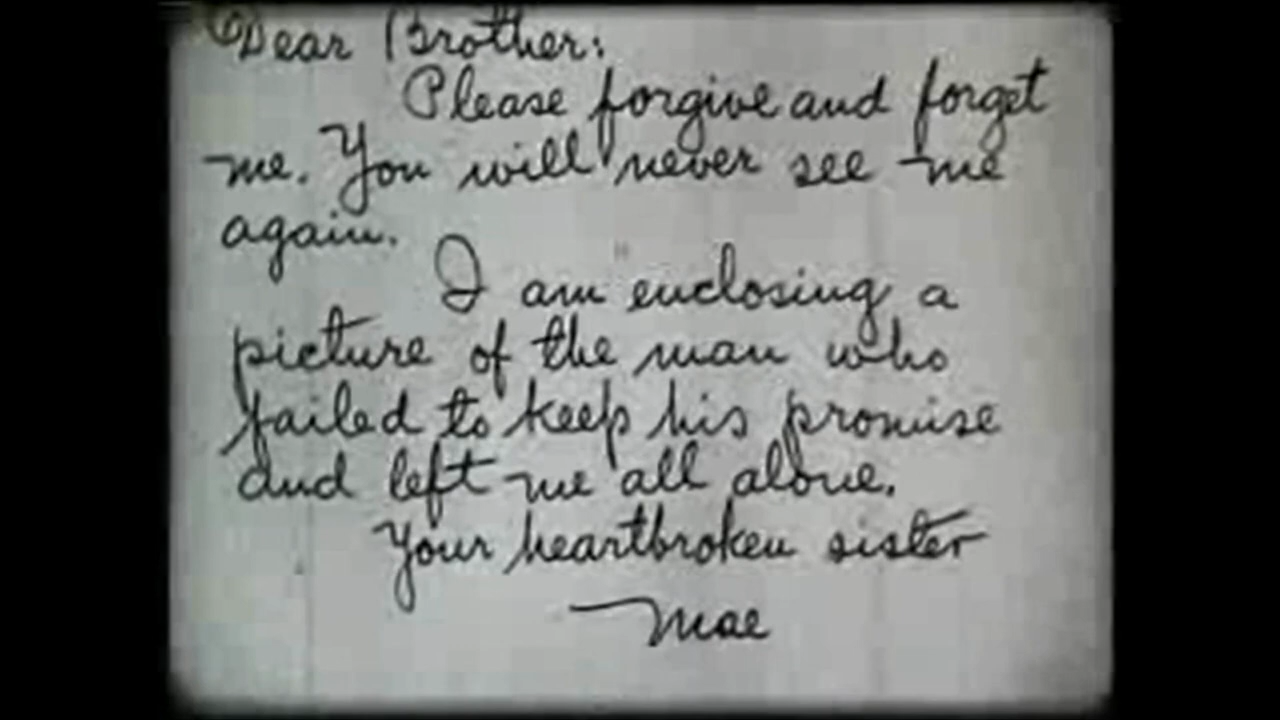 Dear Brother:
Please forgive and forget
me. You will never see me
again.
I am enclosing a
picture of the man who
failed to keep his promise
and left me all alone.
Your heartbroken sister
Mae